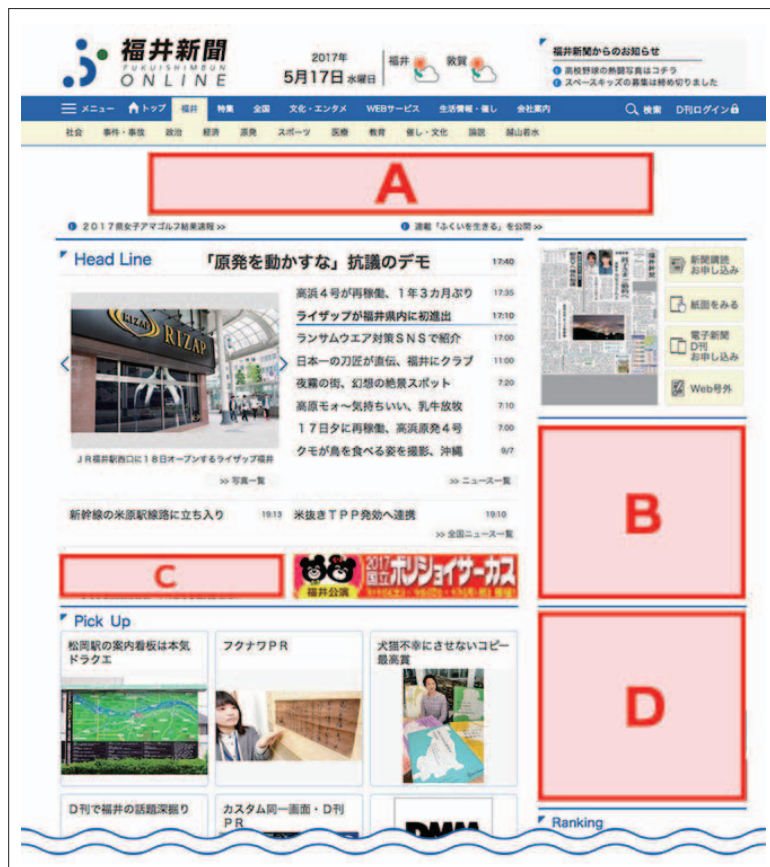 福井新聞
FUKUISHIMBUN
ONLINE
2017年
5月17日 水曜日
福井
敦賀
福井新聞からのお知らせ
高校野球の熱闘写真はコチラ
スペースキッズの募集は締め切りました
メニュー トップ 福井 特集 全国 文化・エンタメ WEBサービス 生活情報・催し 会社案内 検索 D刊ログイン
社会 事件・事故 政治 経済 原発 スポーツ 医療 教育 催し・文化 論説 越山若水
A
2017県女子アマゴルフ結果速報 >>
連載「ふくいを生きる」を公開 >>
Head Line
「原発を動かすな」抗議のデモ 17:40
高浜4号が再稼働、1年3カ月ぶり 17:35
ライザップが福井県内に初進出 17:10
ランサムウエア対策SNSで紹介 17:00
日本一の刀匠が直伝、福井にクラブ 11:00
夜霧の街、幻想の絶景スポット 7:20
高原モォ〜気持ちいい、乳牛放牧 7:10
17日夕に再稼働、高浜原発4号 7:00
クモが鳥を食べる姿を撮影、沖縄 9/7
RIZAP
RIZAP
JR福井駅西口に18日オープンするライザップ福井
>> 写真一覧
>> ニュース一覧
新幹線の米原駅線路に立ち入り 19:13
米抜きTPP発効へ連携 19:10
>> 全国ニュース一覧
福井新聞
新聞購読
お申し込み
紙面をみる
電子新聞
D刊
お申し込み
Web号外
B
C
福井公演
2017
国立
ボリショイサーカス
D
Pick Up
松岡駅の案内看板は本気
ドラクエ
フクナワPR
犬猫不幸にさせないコピー
最高賞
D刊で福井の話題深掘り
カスタム同一画面・D刊
PR
DMM
Ranking